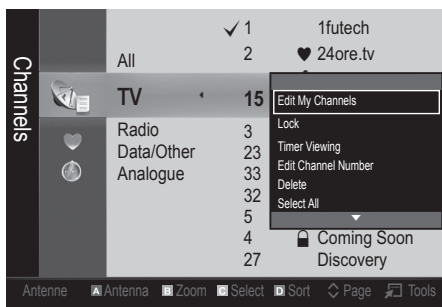 Channels
✓ 1 1futech
All 2 ♥ 24ore.tv
TV 15
Radio 3
Data/Other 23
Analogue 33
32
5
4 Coming Soon
27 Discovery
Edit My Channels
Lock
Timer Viewing
Edit Channel Number
Delete
Select All
Antenne A Antenna B Zoom C Select D Sort Page Tools